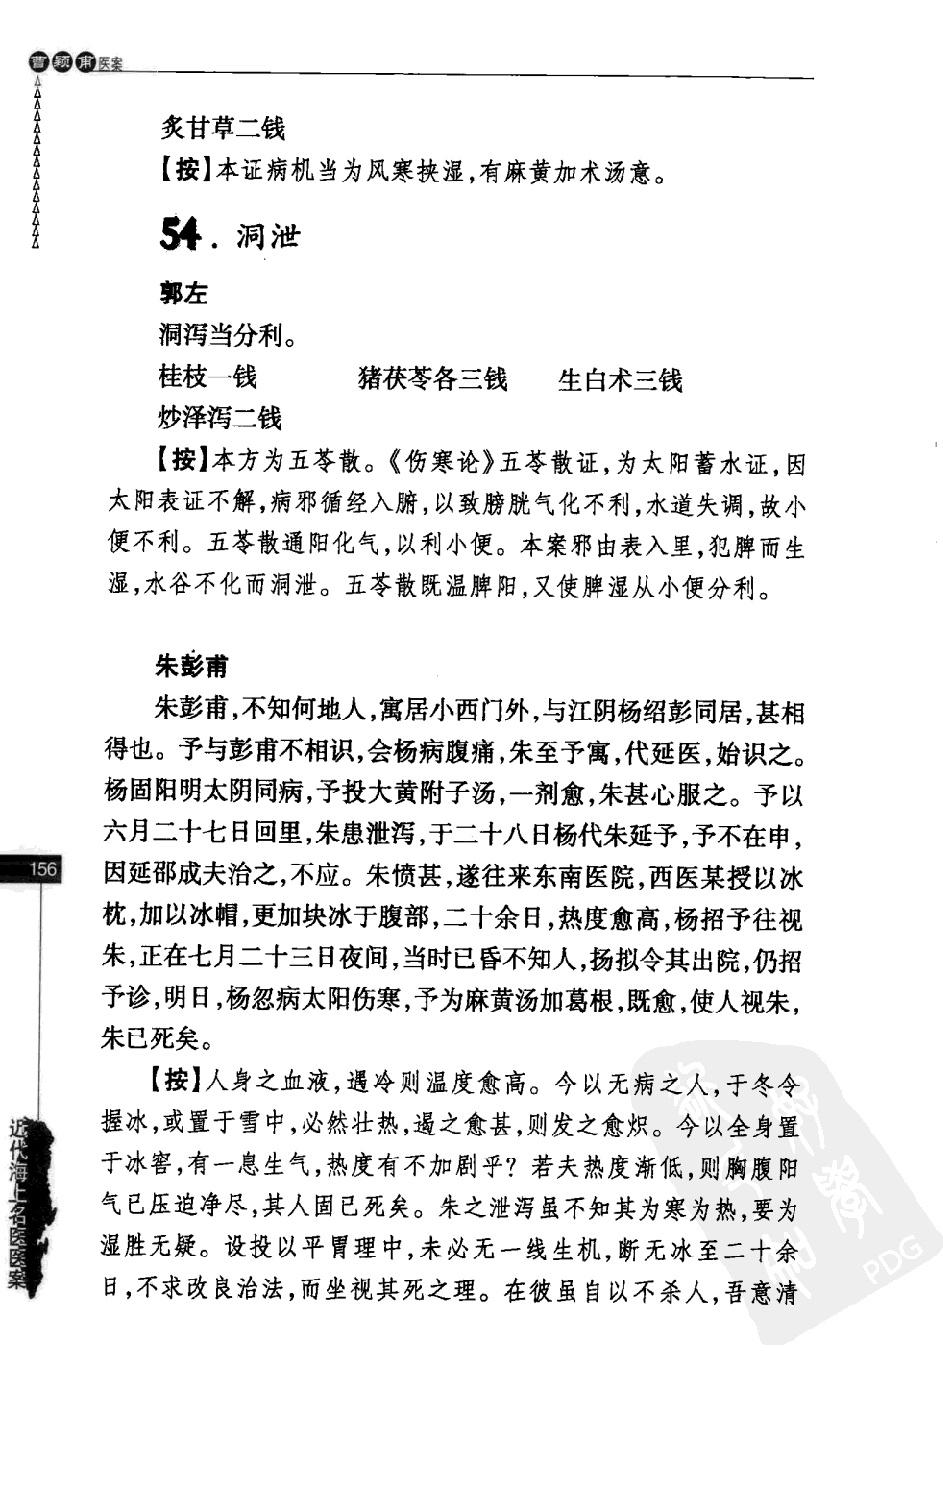 曹颖甫医案
炙甘草二钱
【按】本证病机当为风寒挟湿,有麻黄加术汤意。
54．洞泄
郭左
洞泻当分利。
桂枝一钱 猪茯苓各三钱 生白术三钱
炒泽泻二钱
【按】本方为五苓散。《伤寒论》五苓散证,为太阳蓄水证,因
太阳表证不解,病邪循经入腑,以致膀胱气化不利,水道失调,故小
便不利。五苓散通阳化气,以利小便。本案邪由表入里,犯脾而生
湿,水谷不化而洞泄。五苓散既温脾阳,又使脾湿从小便分利。
朱彭甫
朱彭甫,不知何地人,寓居小西门外,与江阴杨绍彭同居,甚相
得也。予与彭甫不相识,会杨病腹痛,朱至予寓,代延医,始识之。
杨固阳明太阴同病,予投大黄附子汤,一剂愈,朱甚心服之。予以
六月二十七日回里,朱患泄泻,于二十八日杨代朱延予,予不在申,
因延邵成夫治之,不应。朱愤甚,遂往来东南医院,西医某授以冰
枕,加以冰帽,更加块冰于腹部,二十余日,热度愈高,杨招予往视
朱,正在七月二十三日夜间,当时已昏不知人,扬拟令其出院,仍招
予诊,明日,杨忽病太阳伤寒,予为麻黄汤加葛根,既愈,使人视朱,
朱已死矣。
【按】人身之血液,遇冷则温度愈高。今以无病之人,于冬令
握冰,或置于雪中,必然壮热,遏之愈甚,则发之愈炽。今以全身置
于冰窖,有一息生气,热度有不加剧乎？若夫热度渐低,则胸腹阳
气已压迫净尽,其人固已死矣。朱之泄泻虽不知其为寒为热,要为
湿胜无疑。设投以平胃理中,未必无一线生机,断无冰至二十余
日,不求改良治法,而坐视其死之理。在彼虽自以不杀人,吾意清
156
近代海上名医医案
PDG